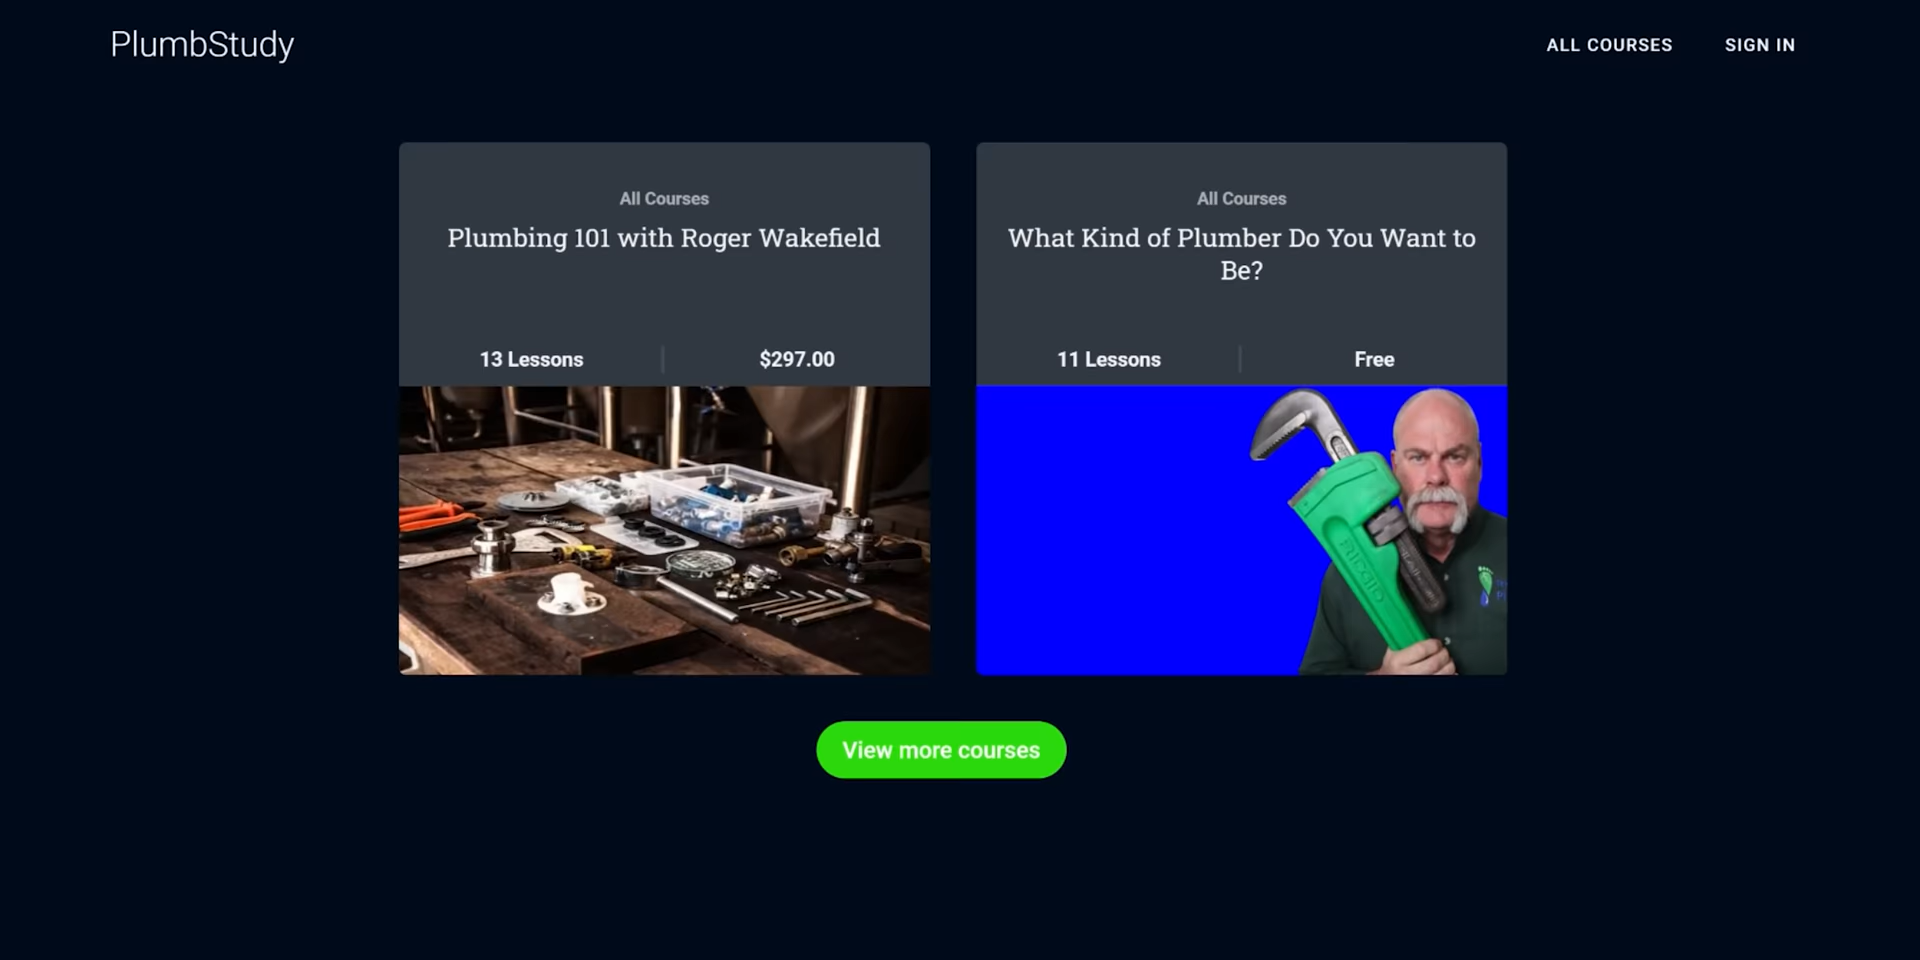 PlumbStudy
ALL COURSES
SIGN IN
All Courses
Plumbing 101 with Roger Wakefield
13 Lessons
$297.00
All Courses
What Kind of Plumber Do You Want to
Be?
11 Lessons
Free
RIDGID
View more courses